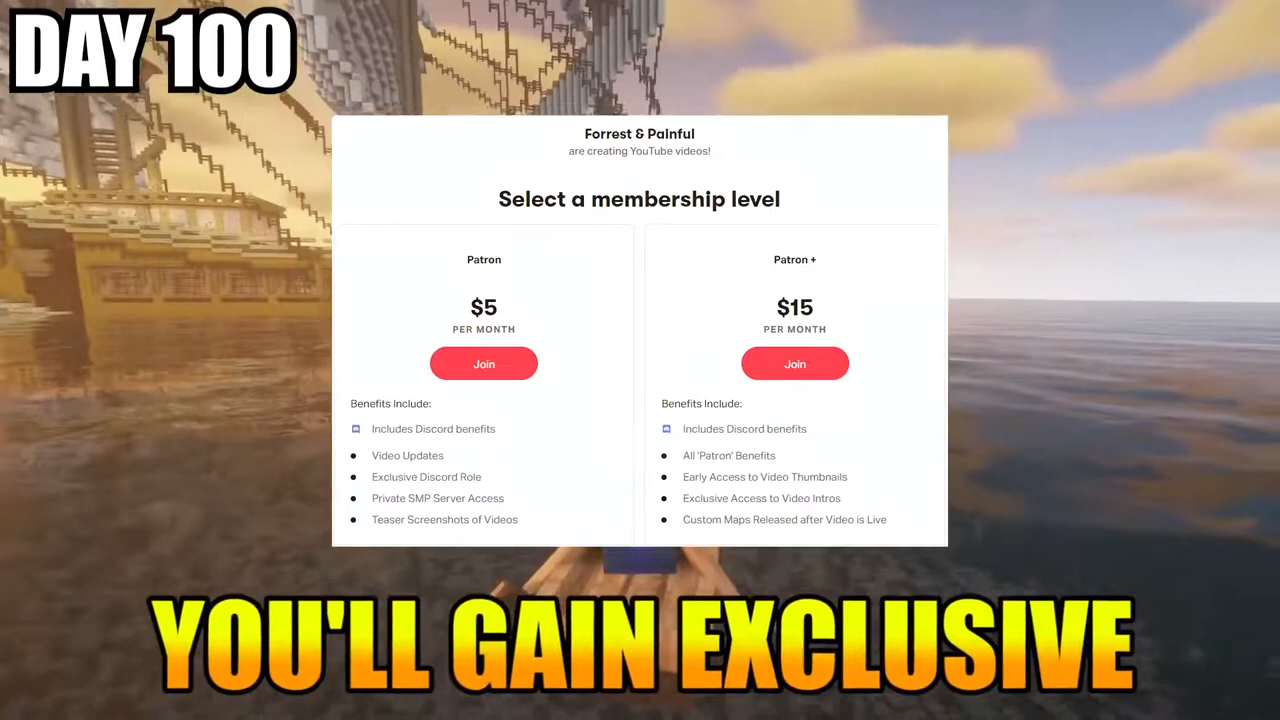 DAY 100
Forrest & Painful
are creating YouTube videos!
Select a membership level
Patron
$5
PER MONTH
Join
Benefits Include:
Includes Discord benefits
Video Updates
Exclusive Discord Role
Private SMP Server Access
Teaser Screenshots of Videos
Patron +
$15
PER MONTH
Join
Benefits Include:
Includes Discord benefits
All 'Patron' Benefits
Early Access to Video Thumbnails
Exclusive Access to Video Intros
Custom Maps Released after Video is Live
YOU'LL GAIN EXCLUSIVE